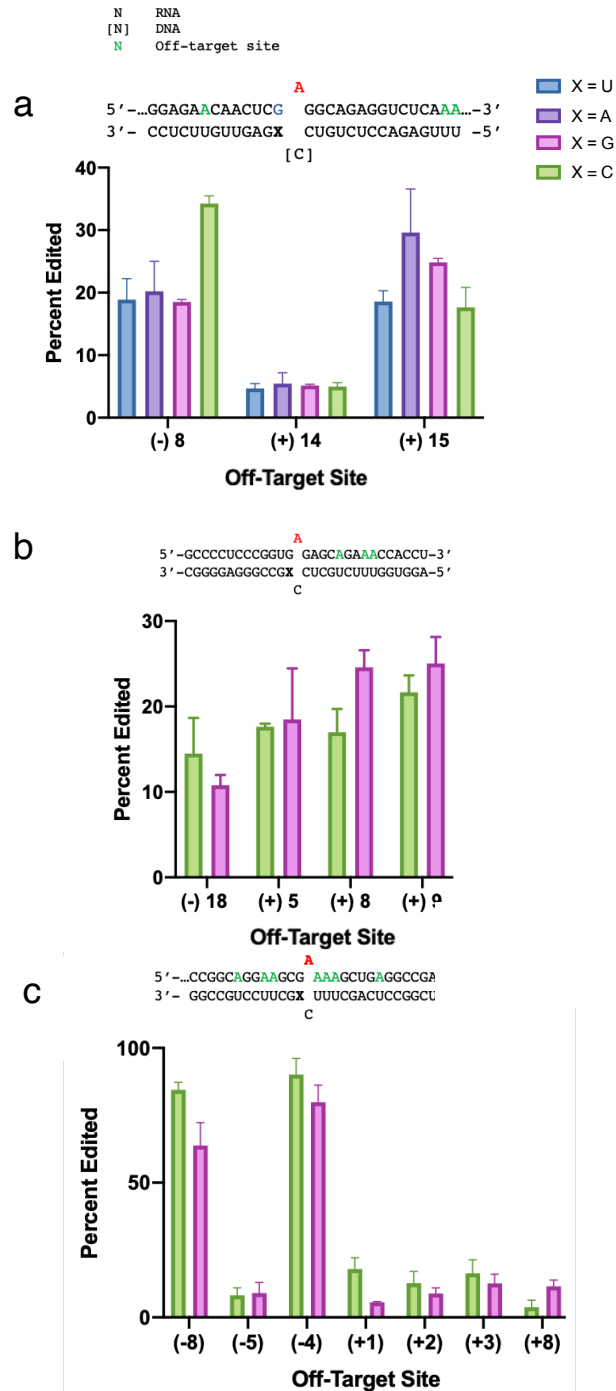 N RNA
[N] DNA
N Off-target site
a
A
5’-…GGAGAACAACUCG GGCAGAGGUCUCAAA…-3’
3’- CCUCUUGUUGAGX CUGUCUCCAGAGUUU -5’
[C]
X = U
X = A
X = G
X = C
40
30
20
10
0
Percent Edited
(-) 8 (+) 14 (+) 15
Off-Target Site
b
A
5’-GCCCCUCCCGGUG GAGCAGAAACCACCU-3’
3’-CGGGGAGGGCCGX CUCGUCUUUGGUGGA-5’
C
30
20
10
0
Percent Edited
(-) 18 (+) 5 (+) 8 (+) 9
Off-Target Site
c
A
5’-…CCGGCAGGAAGCG AAAGCUGAGGCCGA
3’- GGCCGUCCUUCGX UUUCGACUCCGGCU
C
100
50
0
Percent Edited
(-8) (-5) (-4) (+1) (+2) (+3) (+8)
Off-Target Site